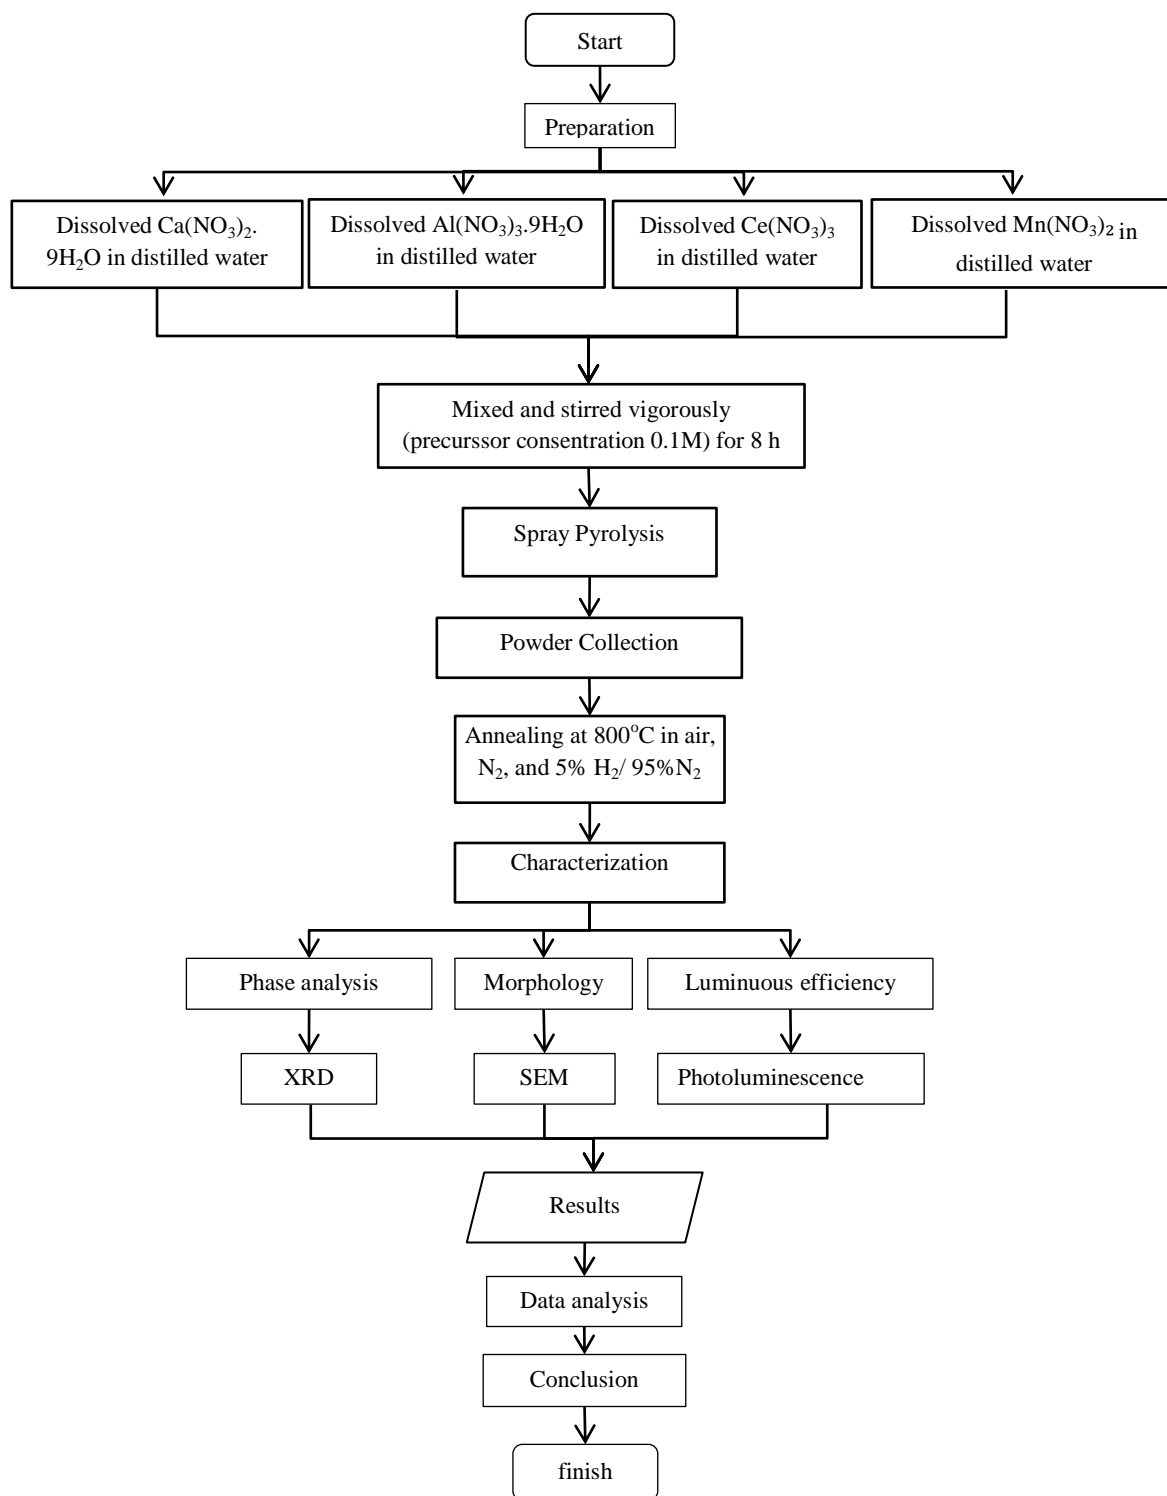 Start
Preparation
Dissolved Ca(NO₃)₂.
9H₂O in distilled water
Dissolved Al(NO₃)₃.9H₂O
in distilled water
Dissolved Ce(NO₃)₃
in distilled water
Dissolved Mn(NO₃)₂ in
distilled water
Mixed and stirred vigorously
(precurssor consentration 0.1M) for 8 h
Spray Pyrolysis
Powder Collection
Annealing at 800°C in air,
N₂, and 5% H₂/ 95%N₂
Characterization
Phase analysis
Morphology
Luminuous efficiency
XRD
SEM
Photoluminescence
Results
Data analysis
Conclusion
finish